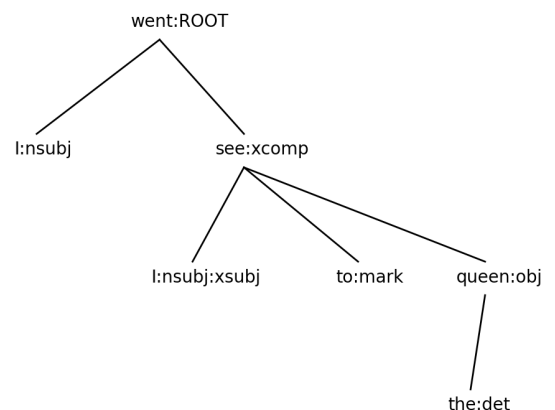 went:ROOT
I:nsubj see:xcomp
I:nsubj:xsubj to:mark queen:obj
the:det